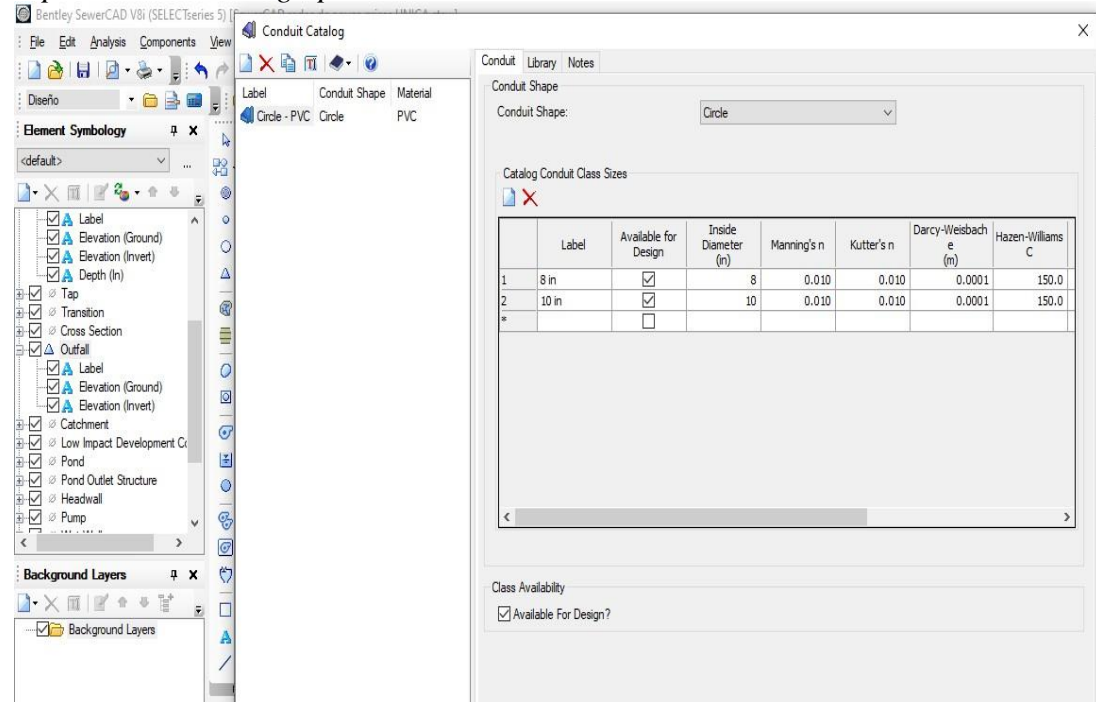 Bentley SewerCAD V8i (SELECTseries 5)
File Edit Analysis Components View
Diseño
Element Symbology
<default>
...
Label
Elevation (Ground)
Elevation (Invert)
Depth (In)
Tap
Transition
Cross Section
Outfall
Label
Elevation (Ground)
Elevation (Invert)
Catchment
Low Impact Development
Pond
Pond Outlet Structure
Headwall
Pump
Background Layers
Background Layers
Conduit Catalog
Label Conduit Shape Material
Circle - PVC Circle PVC
Conduit Library Notes
Conduit Shape
Conduit Shape: Circle
Catalog Conduit Class Sizes
Label Available for Design Inside Diameter (in) Manning's n Kutter's n Darcy-Weisbach e (m) Hazen-Williams C
1 8 in 8 0.010 0.010 0.0001 150.0
2 10 in 10 0.010 0.010 0.0001 150.0
*
Class Availability
Available For Design?